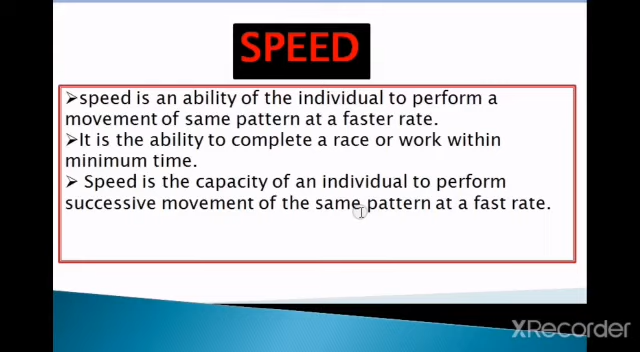 SPEED
➢speed is an ability of the individual to perform a
movement of same pattern at a faster rate.
➢It is the ability to complete a race or work within
minimum time.
➢ Speed is the capacity of an individual to perform
successive movement of the same pattern at a fast rate.
XRecorder